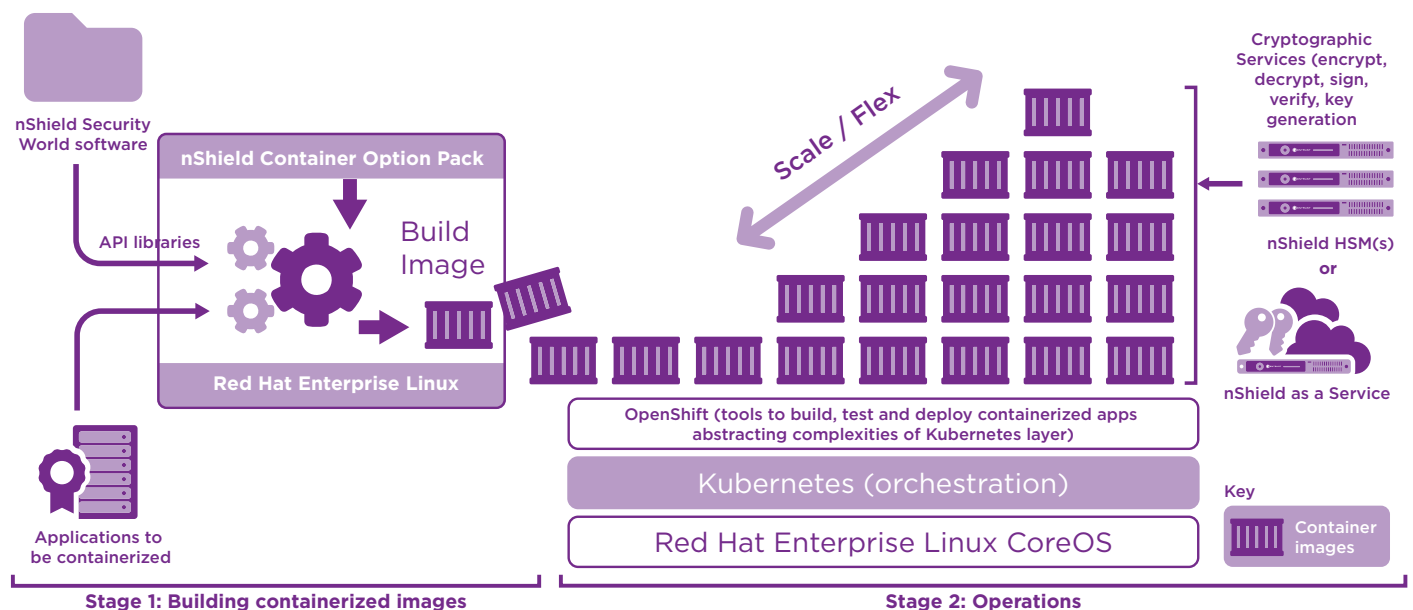 nShield Security
World software
nShield Container Option Pack
API libraries
Build
Image
Red Hat Enterprise Linux
Applications to
be containerized
Stage 1: Building containerized images
Scale / Flex
Cryptographic
Services (encrypt,
decrypt, sign,
verify, key
generation
nShield HSM(s)
or
nShield as a Service
OpenShift (tools to build, test and deploy containerized apps
abstracting complexities of Kubernetes layer)
Kubernetes (orchestration)
Red Hat Enterprise Linux CoreOS
Key
Container
images
Stage 2: Operations